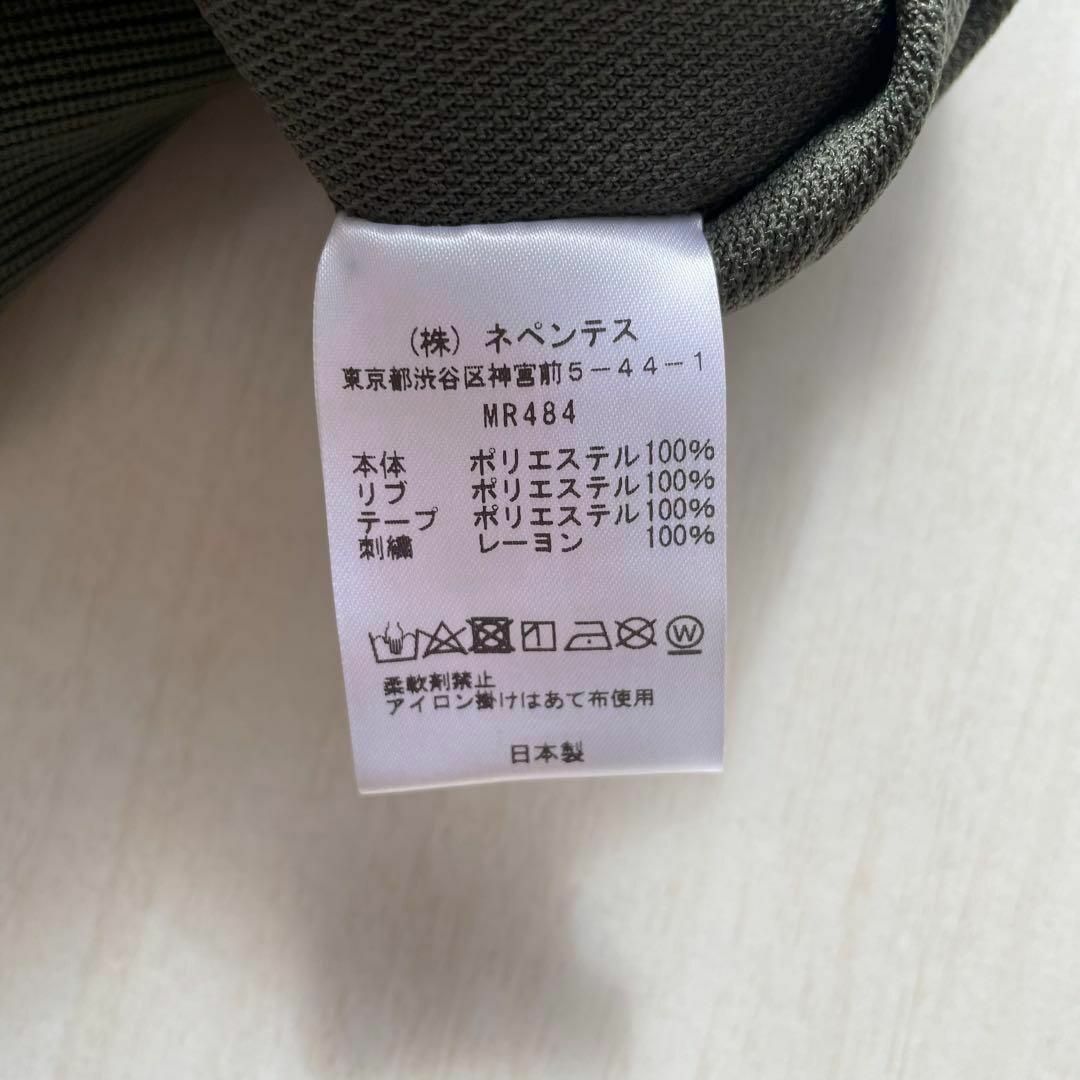 (株) ネペンテス
東京都渋谷区神宮前5-44-1
MR484
本体 ポリエステル100%
リブ ポリエステル100%
テープ ポリエステル100%
刺繍 レーヨン 100%
W
柔軟剤禁止
アイロン掛けはあて布使用
日本製